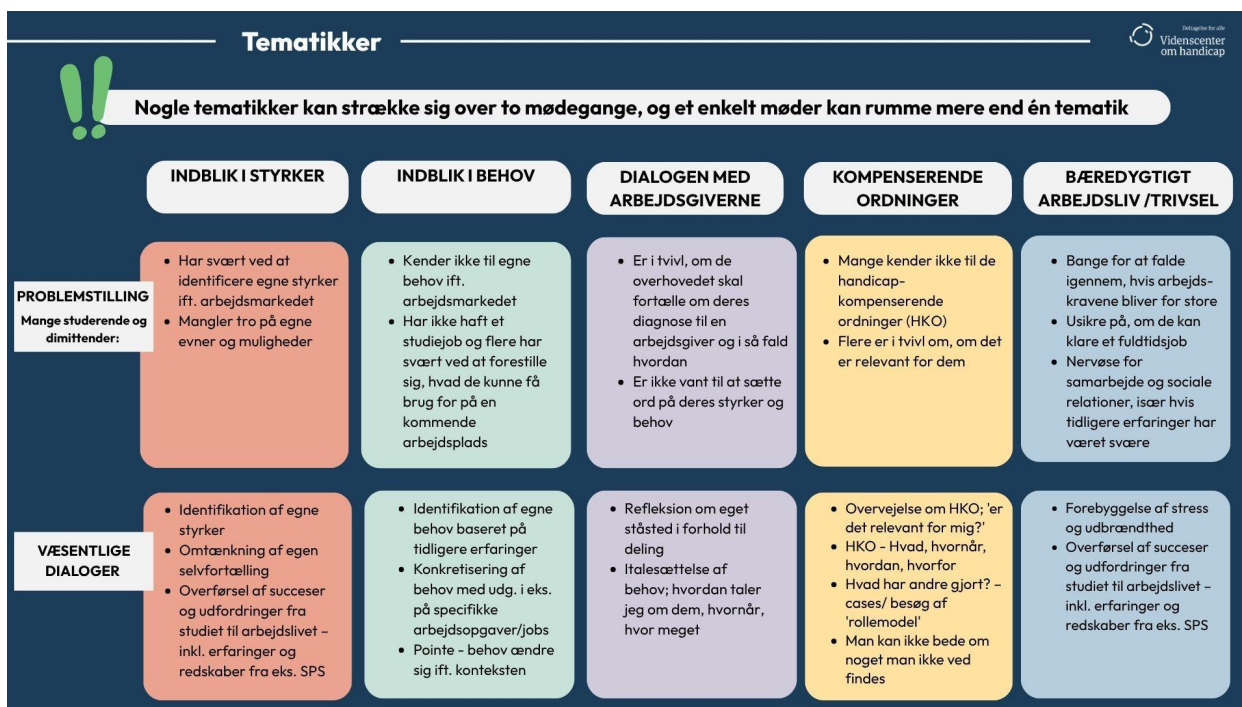 Tematikker
Deltagelse for alle
Videnscenter
om handicap
Nogle tematikker kan strække sig over to mødegange, og et enkelt møder kan rumme mere end én tematik
INDBLIK I STYRKER
INDBLIK I BEHOV
DIALOGEN MED
ARBEJDSGIVERNE
KOMPENSERENDE
ORDNINGER
BÆREDYGTIGT
ARBEJDSLIV /TRIVSEL
PROBLEMSTILLING
Mange studerende og
dimittender:
• Har svært ved at
identificere egne styrker
ift. arbejdsmarkedet
• Mangler tro på egne
evner og muligheder
• Kender ikke til egne
behov ift.
arbejdsmarkedet
• Har ikke haft et
studiejob og flere har
svært ved at forestille
sig, hvad de kunne få
brug for på en
kommende
arbejdsplads
• Er i tvivl, om de
overhovedet skal
fortælle om deres
diagnose til en
arbejdsgiver og i så fald
hvordan
• Er ikke vant til at sætte
ord på deres styrker og
behov
• Mange kender ikke til de
handicap-
kompenserende
ordninger (HKO)
• Flere er i tvivl om, om det
er relevant for dem
• Bange for at falde
igennem, hvis arbejds-
kravene bliver for store
• Usikre på, om de kan
klare et fuldtidsjob
• Nervøse for
samarbejde og sociale
relationer, især hvis
tidligere erfaringer har
været svære
VÆSENTLIGE
DIALOGER
• Identifikation af egne
styrker
• Omtænkning af egen
selvfortælling
• Overførsel af succeser
og udfordringer fra
studiet til arbejdslivet –
inkl. erfaringer og
redskaber fra eks. SPS
• Identifikation af egne
behov baseret på
tidligere erfaringer
• Konkretisering af
behov med udg. i eks.
på specifikke
arbejdsopgaver/jobs
• Pointe - behov ændre
sig ift. konteksten
• Refleksion om eget
ståsted i forhold til
deling
• Italesættelse af
behov; hvordan taler
jeg om dem, hvornår,
hvor meget
• Overvejelse om HKO; 'er
det relevant for mig?'
• HKO - Hvad, hvornår,
hvordan, hvorfor
• Hvad har andre gjort? –
cases/ besøg af
'rollemodel'
• Man kan ikke bede om
noget man ikke ved
findes
• Forebyggelse af stress
og udbrændthed
• Overførsel af succeser
og udfordringer fra
studiet til arbejdslivet –
inkl. erfaringer og
redskaber fra eks. SPS